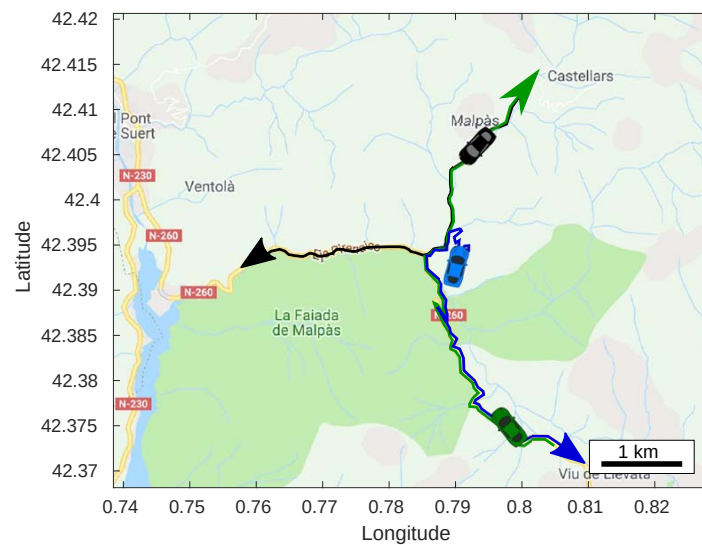 42.42
42.415
42.41
42.405
42.4
42.395
42.39
42.385
42.38
42.375
42.37
Latitude
Castellars
Malpàs
l Pont
e Suert
N-230
Ventolà
N-260
N-260
La Faiada
de Malpàs
N-230
1 km
Viu de Llevata
0.74
0.75
0.76
0.77
0.78
0.79
0.8
0.81
0.82
Longitude